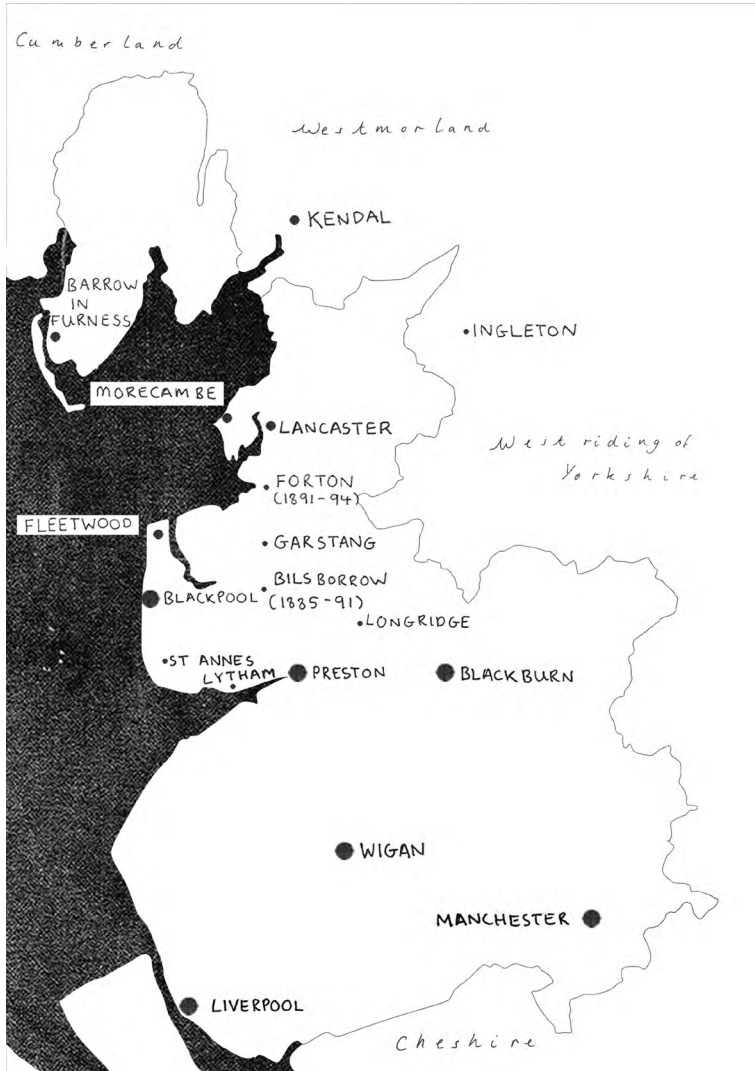 Cumberland
Westmorland
KENDAL
BARROW
IN
FURNESS
INGLETON
MORECAMBE
LANCASTER
West riding of
Yorkshire
FORTON
(1891-94)
FLEETWOOD
GARSTANG
BILSBORROW
(1885-91)
BLACKPOOL
LONGRIDGE
ST ANNES
LYTHAM
PRESTON
BLACKBURN
WIGAN
MANCHESTER
LIVERPOOL
Cheshire